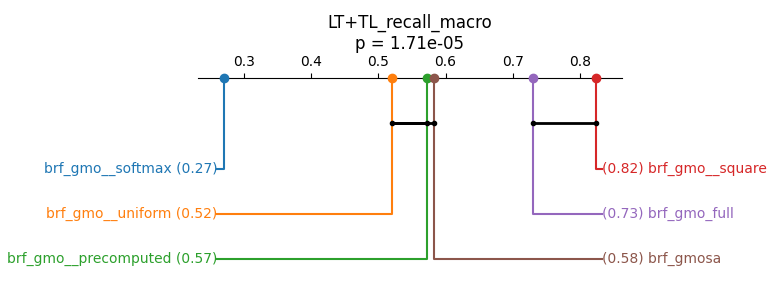 LT+TL_recall_macro
p = 1.71e-05
0.3 0.4 0.5 0.6 0.7 0.8
brf_gmo__softmax (0.27)
(0.82) brf_gmo__square
brf_gmo__uniform (0.52)
(0.73) brf_gmo_full
brf_gmo__precomputed (0.57)
(0.58) brf_gmosa